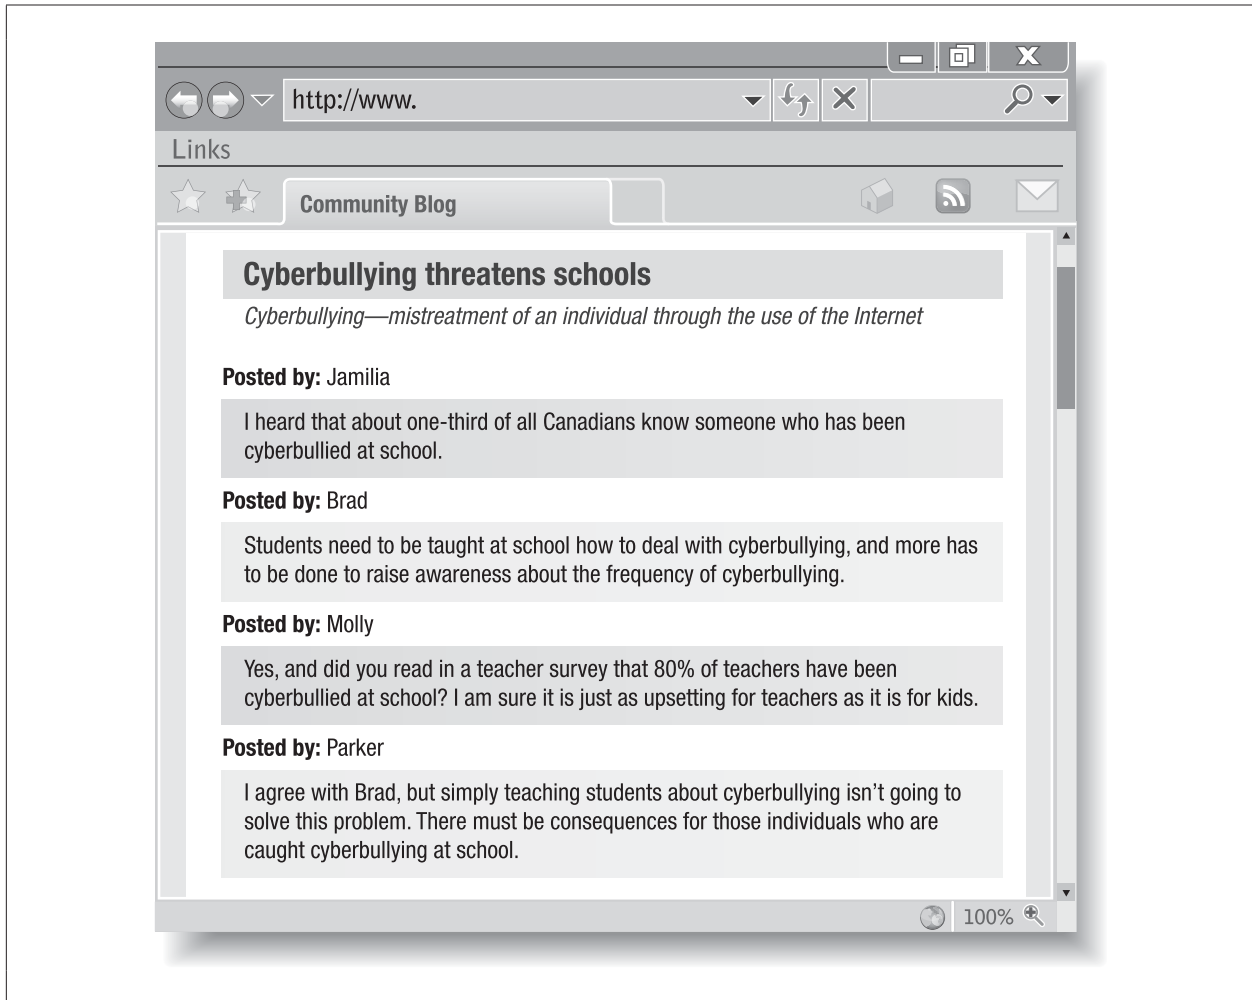 http://www.
Links
Community Blog
Cyberbullying threatens schools
Cyberbullying—mistreatment of an individual through the use of the Internet
Posted by: Jamilia
I heard that about one-third of all Canadians know someone who has been
cyberbullied at school.
Posted by: Brad
Students need to be taught at school how to deal with cyberbullying, and more has
to be done to raise awareness about the frequency of cyberbullying.
Posted by: Molly
Yes, and did you read in a teacher survey that 80% of teachers have been
cyberbullied at school? I am sure it is just as upsetting for teachers as it is for kids.
Posted by: Parker
I agree with Brad, but simply teaching students about cyberbullying isn’t going to
solve this problem. There must be consequences for those individuals who are
caught cyberbullying at school.
100%